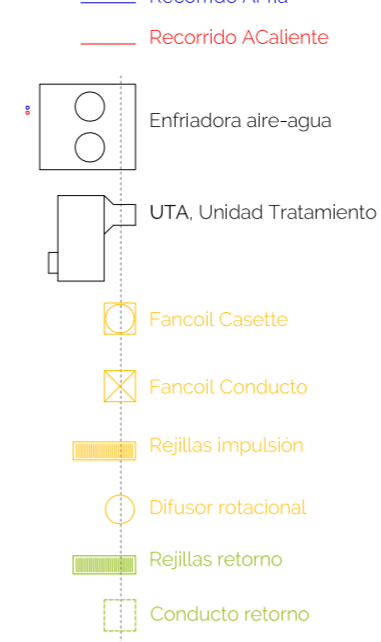 Recorrido AFría
Recorrido ACaliente
Enfriadora aire-agua
UTA, Unidad Tratamiento
Fancoil Casette
Fancoil Conducto
Rejillas impulsión
Difusor rotacional
Rejillas retorno
Conducto retorno